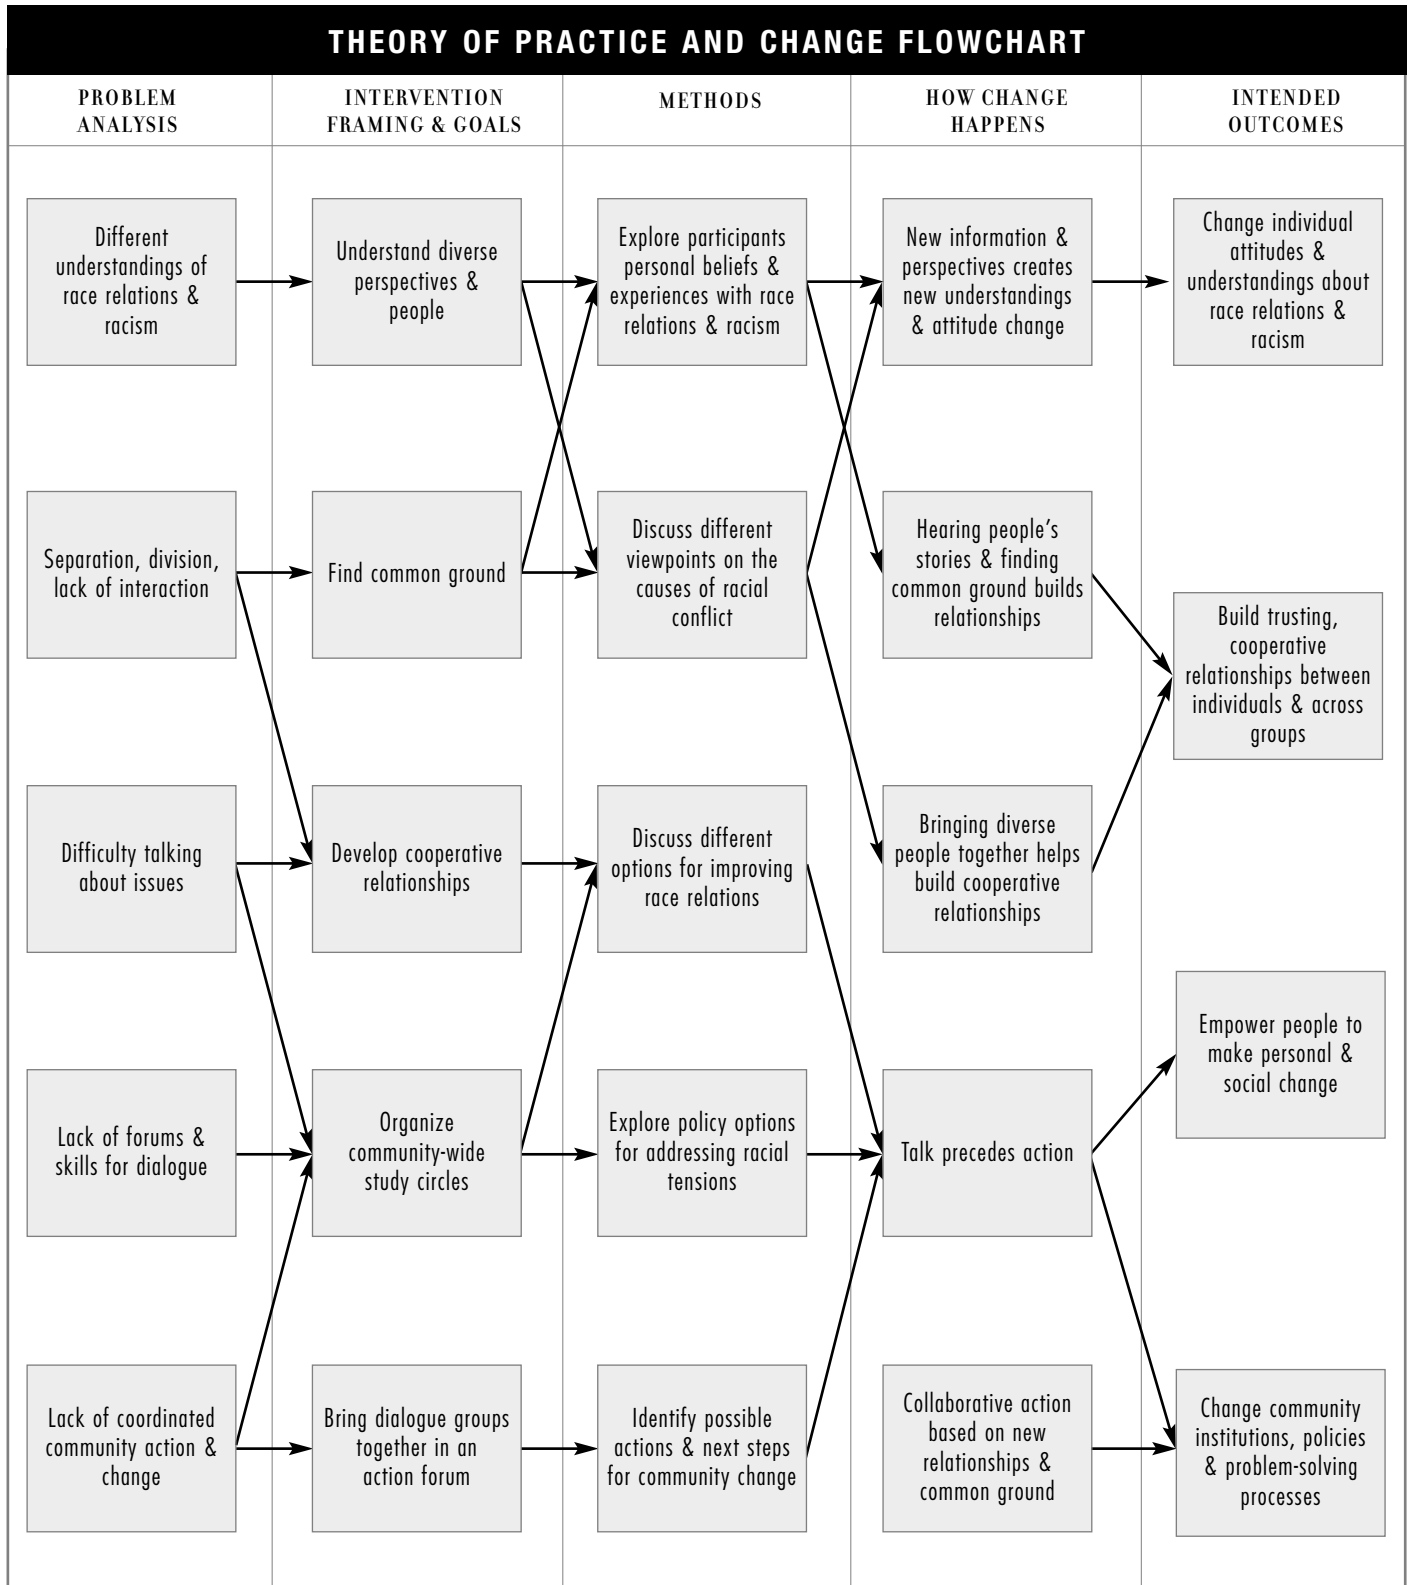 THEORY OF PRACTICE AND CHANGE FLOWCHART
PROBLEM
ANALYSIS
INTERVENTION
FRAMING & GOALS
METHODS
HOW CHANGE
HAPPENS
INTENDED
OUTCOMES
Different
understandings of
race relations &
racism
Understand diverse
perspectives &
people
Explore participants
personal beliefs &
experiences with race
relations & racism
New information &
perspectives creates
new understandings
& attitude change
Change individual
attitudes &
understandings about
race relations &
racism
Separation, division,
lack of interaction
Find common ground
Discuss different
viewpoints on the
causes of racial
conflict
Hearing people’s
stories & finding
common ground builds
relationships
Build trusting,
cooperative
relationships between
individuals & across
groups
Difficulty talking
about issues
Develop cooperative
relationships
Discuss different
options for improving
race relations
Bringing diverse
people together helps
build cooperative
relationships
Empower people to
make personal &
social change
Lack of forums &
skills for dialogue
Organize
community-wide
study circles
Explore policy options
for addressing racial
tensions
Talk precedes action
Lack of coordinated
community action &
change
Bring dialogue groups
together in an
action forum
Identify possible
actions & next steps
for community change
Collaborative action
based on new
relationships &
common ground
Change community
institutions, policies
& problem-solving
processes